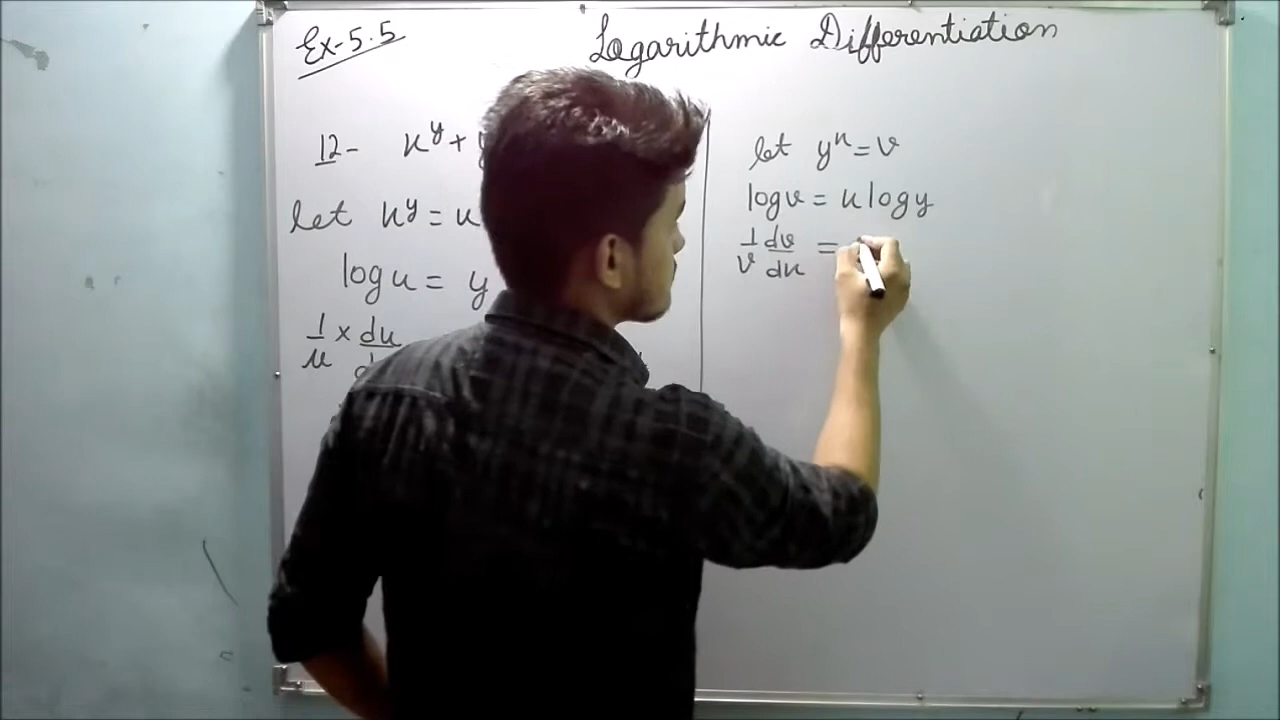 Ex-5.5
Logarithmic Differentiation
12- x^y +
let x^y = u
log u = y
1/u × du
let y^x = v
log v = x log y
1/v dv/dx =